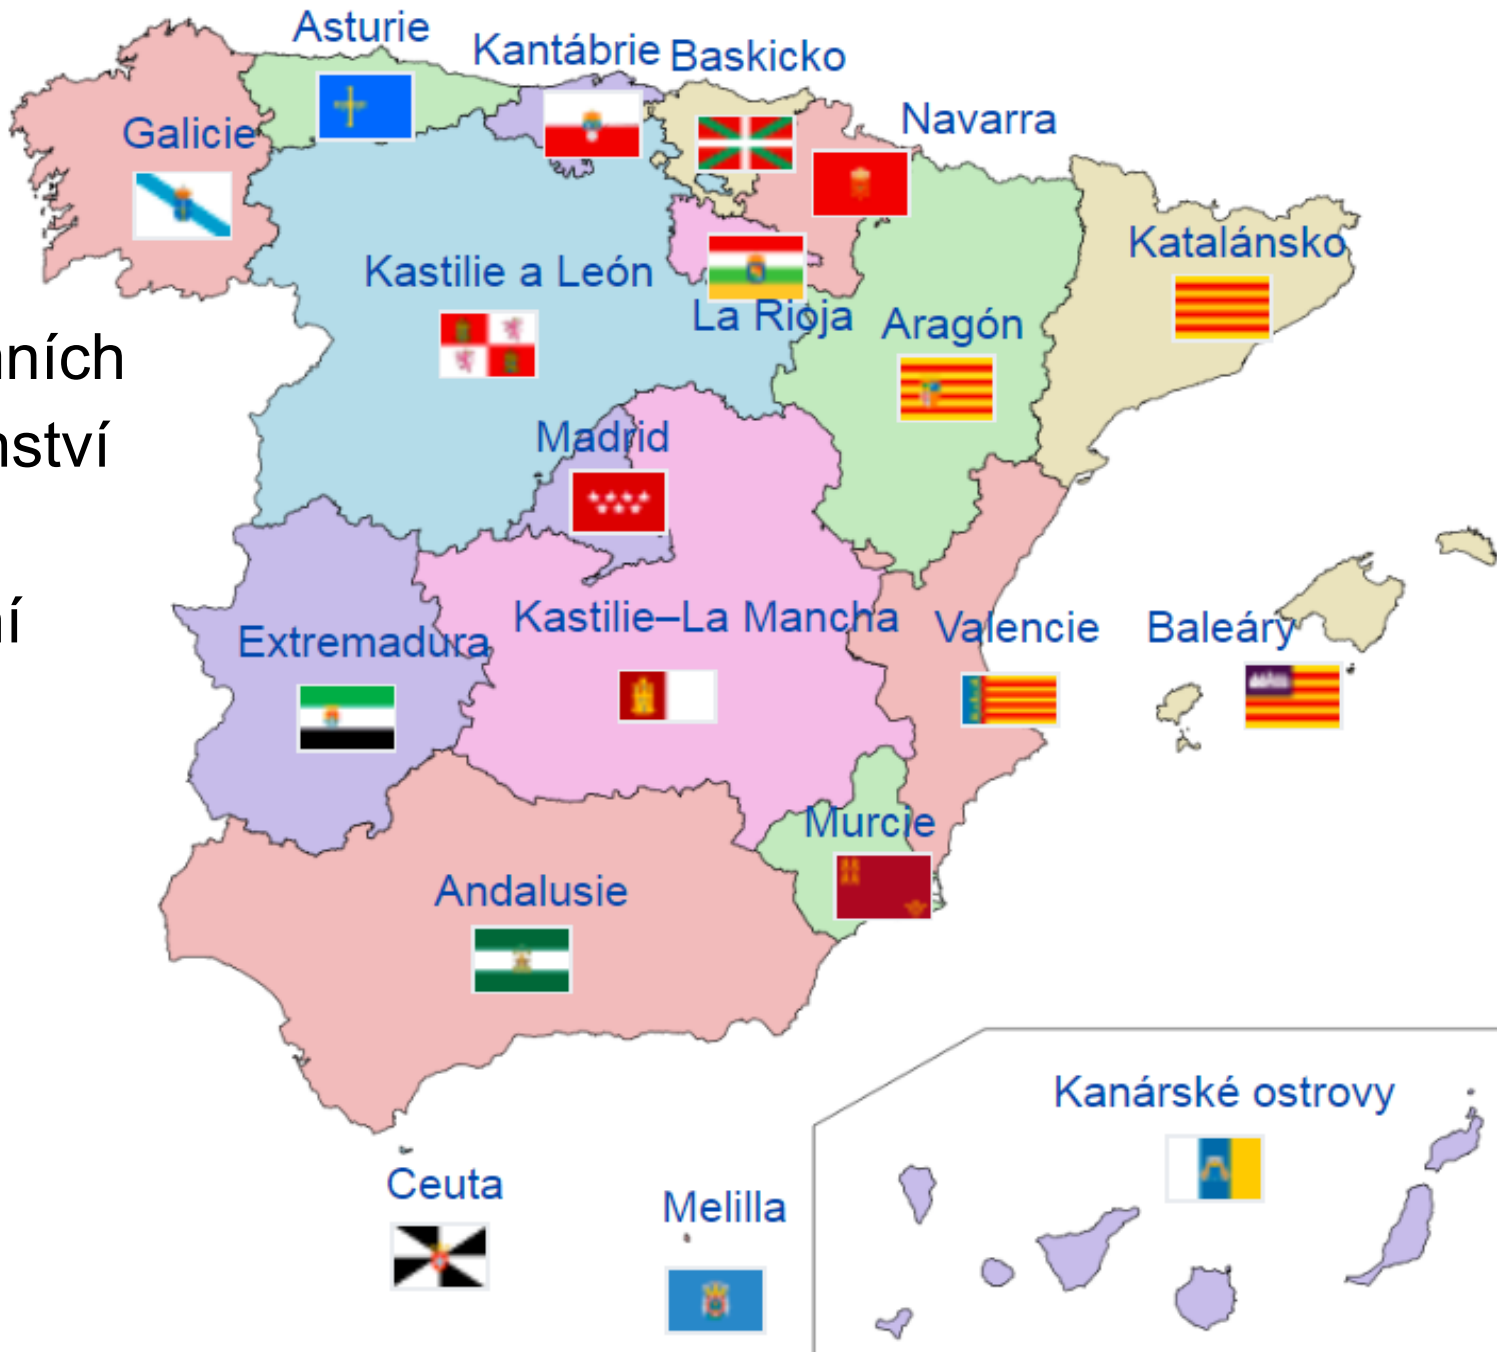 Asturie
Kantábrie
Baskicko
Navarra
Galicie
Katalánsko
Kastilie a León
La Rioja
Aragón
ních
nství
Madrid
ní
Extremadura
Kastilie–La Mancha
Valencie
Baleáry
Murcie
Andalusie
Kanárské ostrovy
Ceuta
Melilla